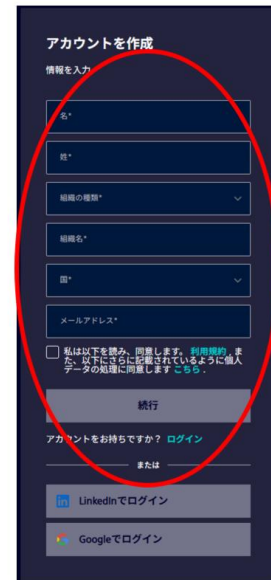 アカウントを作成
情報を入力
名*
姓*
組織の種類*
組織名*
国*
メールアドレス*
私は以下を読み、同意します。 利用規約 , ま
た、以下にさらに記載されているように個人
データの処理に同意します こちら .
続行
アカウントをお持ちですか？ ログイン
または
LinkedInでログイン
Googleでログイン